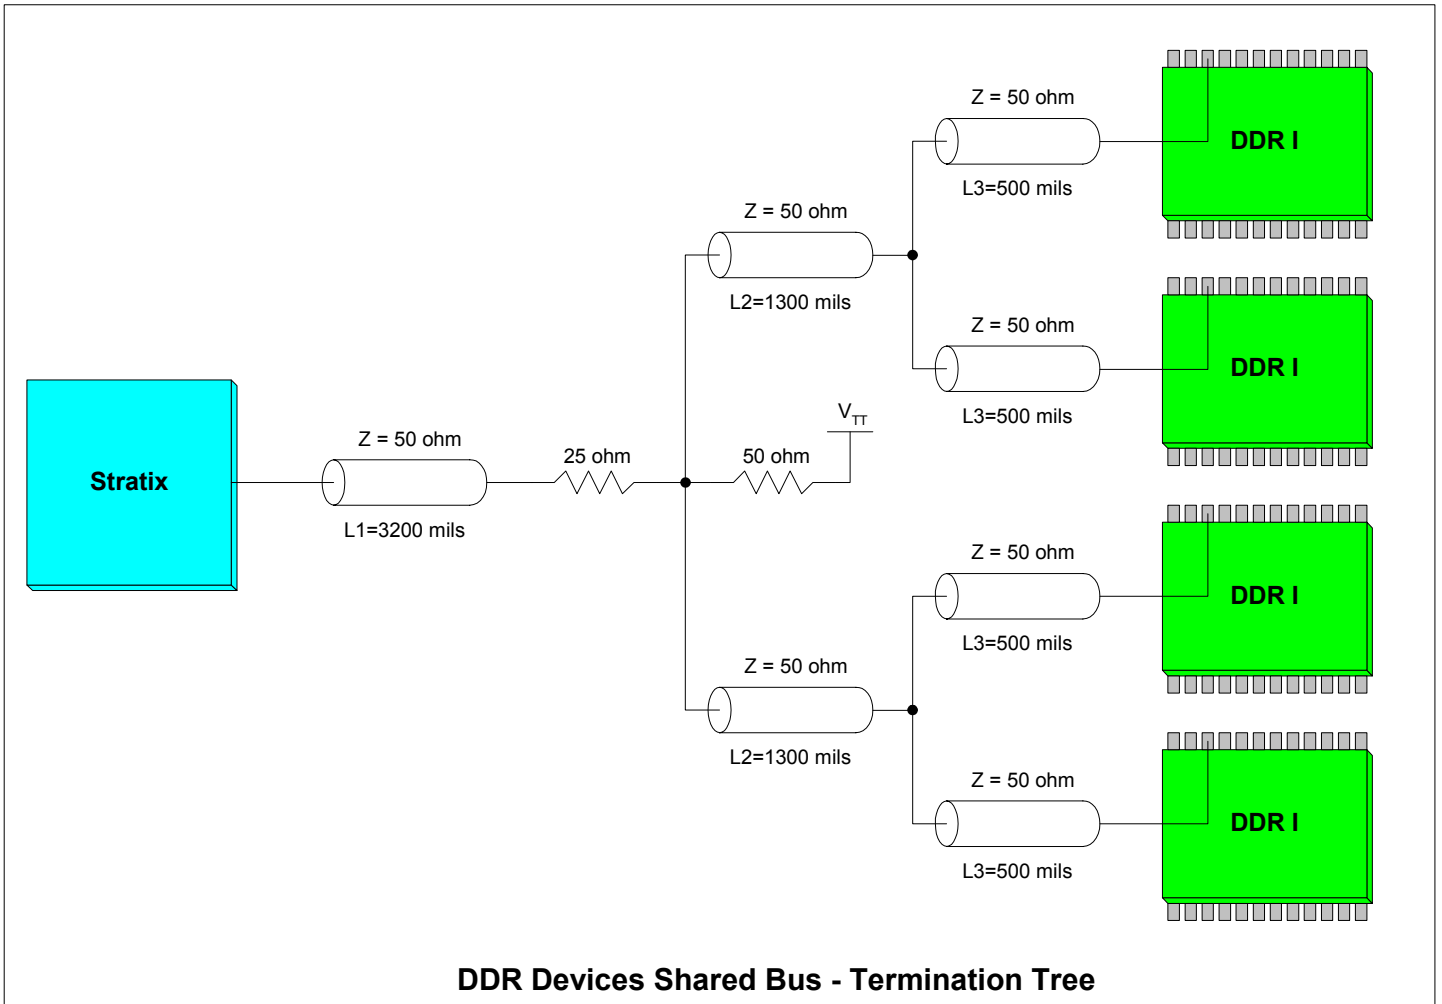 Z = 50 ohm
DDR I
L3=500 mils
Z = 50 ohm
L2=1300 mils
Z = 50 ohm
DDR I
L3=500 mils
V_TT
Z = 50 ohm
25 ohm
50 ohm
Stratix
L1=3200 mils
Z = 50 ohm
DDR I
L3=500 mils
Z = 50 ohm
L2=1300 mils
Z = 50 ohm
DDR I
L3=500 mils
DDR Devices Shared Bus - Termination Tree